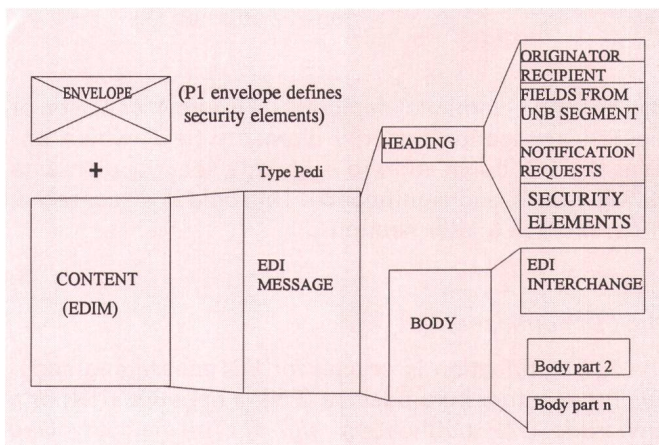 ENVELOPE
(P1 envelope defines
security elements)
+
Type Pedi
CONTENT
(EDIM)
EDI
MESSAGE
HEADING
BODY
ORIGINATOR
RECIPIENT
FIELDS FROM
UNB SEGMENT
NOTIFICATION
REQUESTS
SECURITY
ELEMENTS
EDI
INTERCHANGE
Body part 2
Body part n